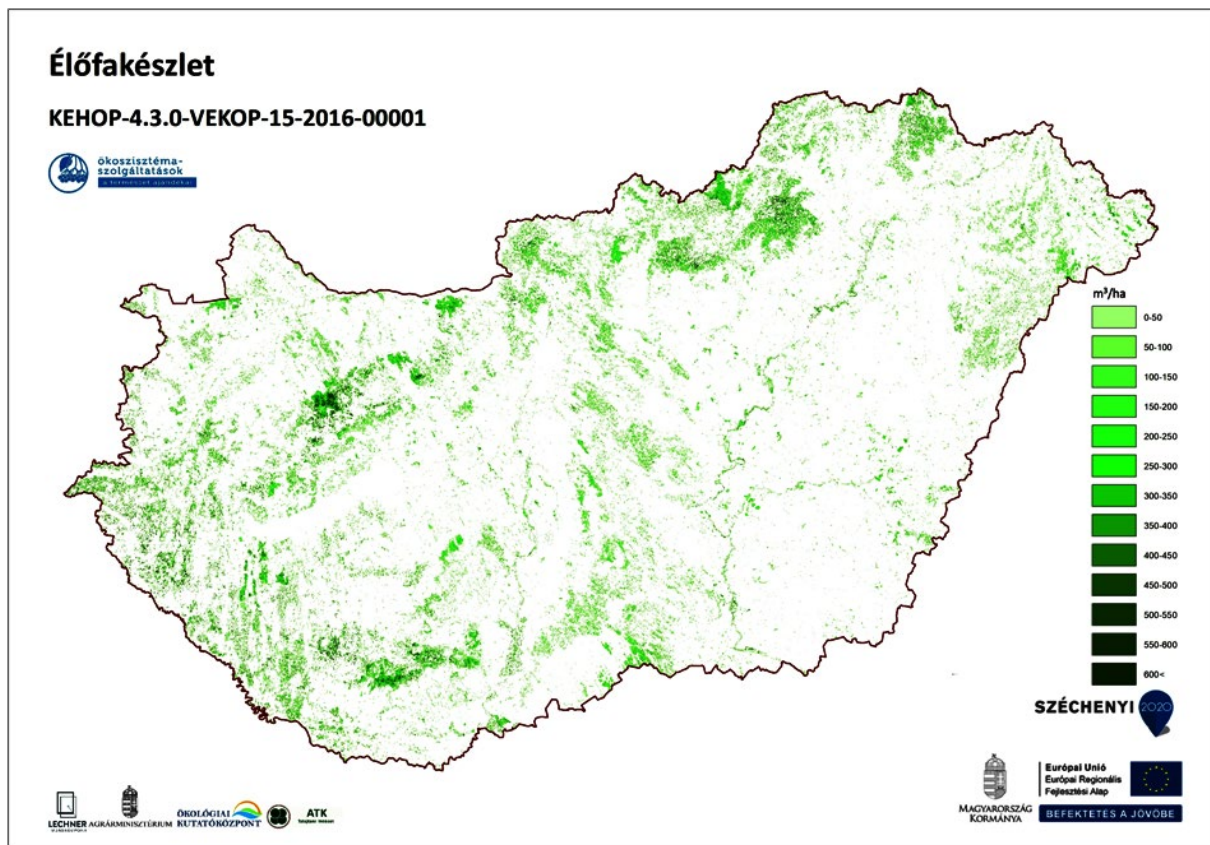 Élőfakészlet
KEHOP-4.3.0-VEKOP-15-2016-00001
ökoszisztéma-
szolgáltatások
a természet ajándékai
m³/ha
0-50
50-100
100-150
150-200
200-250
250-300
300-350
350-400
400-450
450-500
500-550
550-600
600<
SZÉCHENYI 2020
MAGYARORSZÁG
KORMÁNYA
Európai Unió
Európai Regionális
Fejlesztési Alap
BEFEKTETÉS A JÖVŐBE
LECHNER
AGRÁRMINISZTÉRIUM
ÖKOLÓGIAI
KUTATÓKÖZPONT
ATK